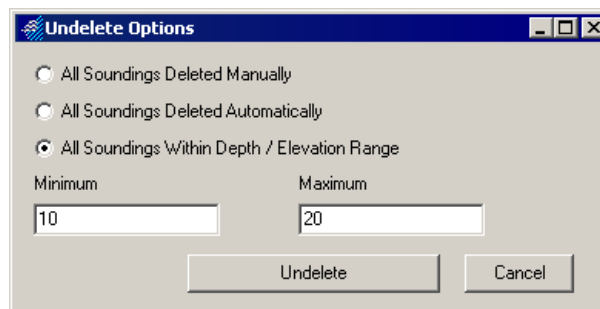 Undelete Options
All Soundings Deleted Manually
All Soundings Deleted Automatically
All Soundings Within Depth / Elevation Range
Minimum Maximum
10 20
Undelete Cancel